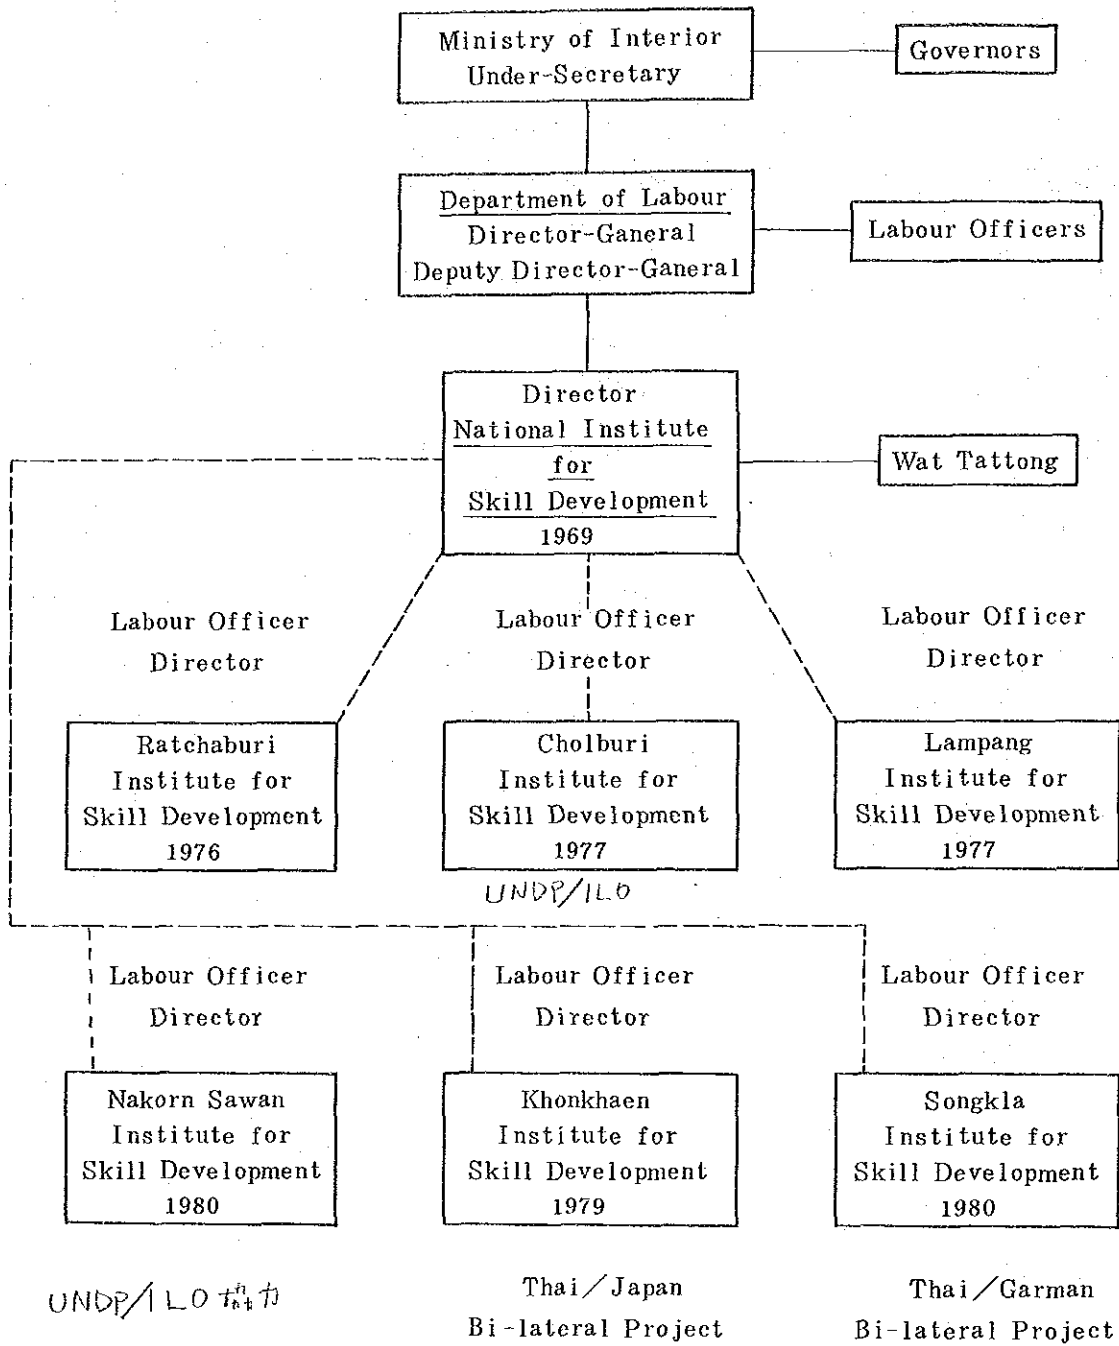 Ministry of Interior
Under-Secretary
Governors
Department of Labour
Director-Ganeral
Deputy Director-Ganeral
Labour Officers
Director
National Institute
for
Skill Development
1969
Wat Tattong
Labour Officer
Director
Labour Officer
Director
Labour Officer
Director
Ratchaburi
Institute for
Skill Development
1976
Cholburi
Institute for
Skill Development
1977
Lampang
Institute for
Skill Development
1977
UNDP/ILO
Labour Officer
Director
Labour Officer
Director
Labour Officer
Director
Nakorn Sawan
Institute for
Skill Development
1980
Khonkhaen
Institute for
Skill Development
1979
Songkla
Institute for
Skill Development
1980
UNDP/ILO 協力
Thai/Japan
Bi-lateral Project
Thai/Garman
Bi-lateral Project